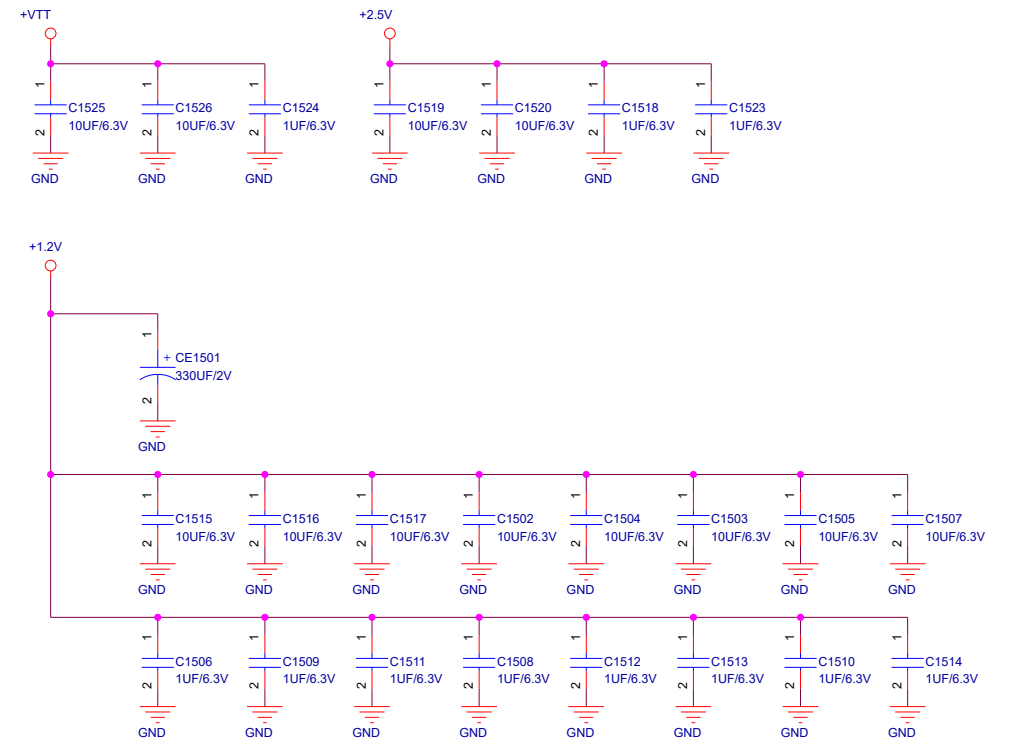 +VTT
+2.5V
1 1 1 1 1 1 1
C1525 C1526 C1524 C1519 C1520 C1518 C1523
10UF/6.3V 10UF/6.3V 1UF/6.3V 10UF/6.3V 10UF/6.3V 1UF/6.3V 1UF/6.3V
2 2 2 2 2 2 2
GND GND GND GND GND GND GND
+1.2V
1
+ CE1501
330UF/2V
2
GND
1 1 1 1 1 1 1 1
C1515 C1516 C1517 C1502 C1504 C1503 C1505 C1507
10UF/6.3V 10UF/6.3V 10UF/6.3V 10UF/6.3V 10UF/6.3V 10UF/6.3V 10UF/6.3V 10UF/6.3V
2 2 2 2 2 2 2 2
GND GND GND GND GND GND GND GND
1 1 1 1 1 1 1 1
C1506 C1509 C1511 C1508 C1512 C1513 C1510 C1514
1UF/6.3V 1UF/6.3V 1UF/6.3V 1UF/6.3V 1UF/6.3V 1UF/6.3V 1UF/6.3V 1UF/6.3V
2 2 2 2 2 2 2 2
GND GND GND GND GND GND GND GND